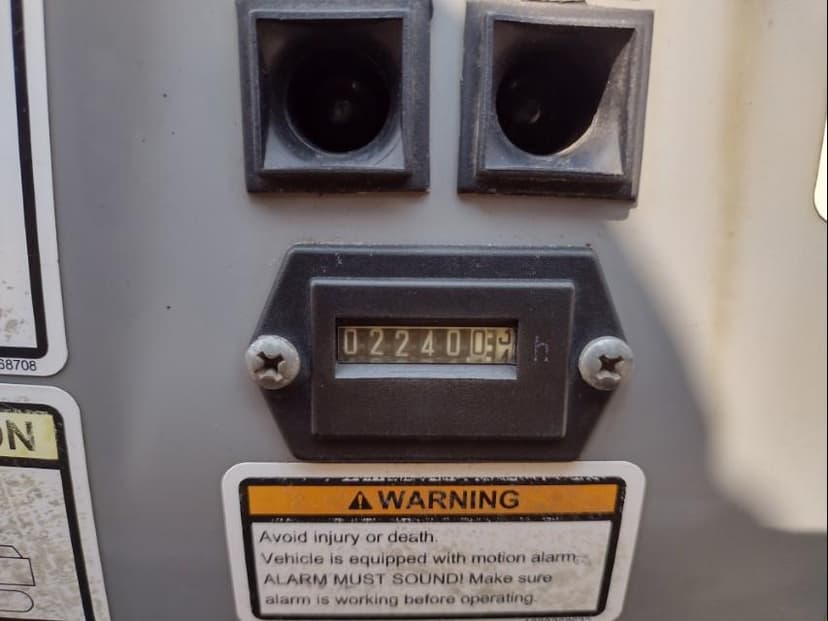 022400 h
68708
ON
WARNING
Avoid injury or death.
Vehicle is equipped with motion alarm.
ALARM MUST SOUND! Make sure
alarm is working before operating.